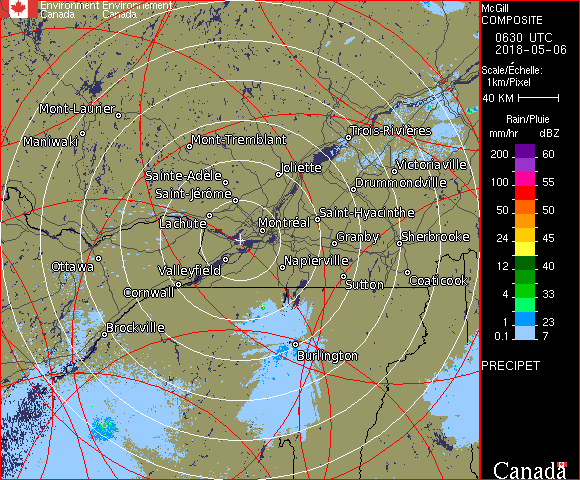 Environment Environnement
Canada Canada
McGill
COMPOSITE
0630 UTC
2018-05-06
Scale/Échelle:
1km/Pixel
40 KM
Rain/Pluie
mm/hr dBZ
200 60
150 57
100 55
50 50
24 45
12 40
4 33
1 23
0.1 7
PRECIPET
Canada
Mont-Laurier
Maniwaki
Mont-Tremblant
Trois-Rivières
Joliette
Victoriaville
Sainte-Adèle
Drummondville
Saint-Jérôme
Saint-Hyacinthe
Lachute
Montréal
Granby
Sherbrooke
Ottawa
Valleyfield
Napierville
Cornwall
Sutton
Coaticook
Brockville
Burlington